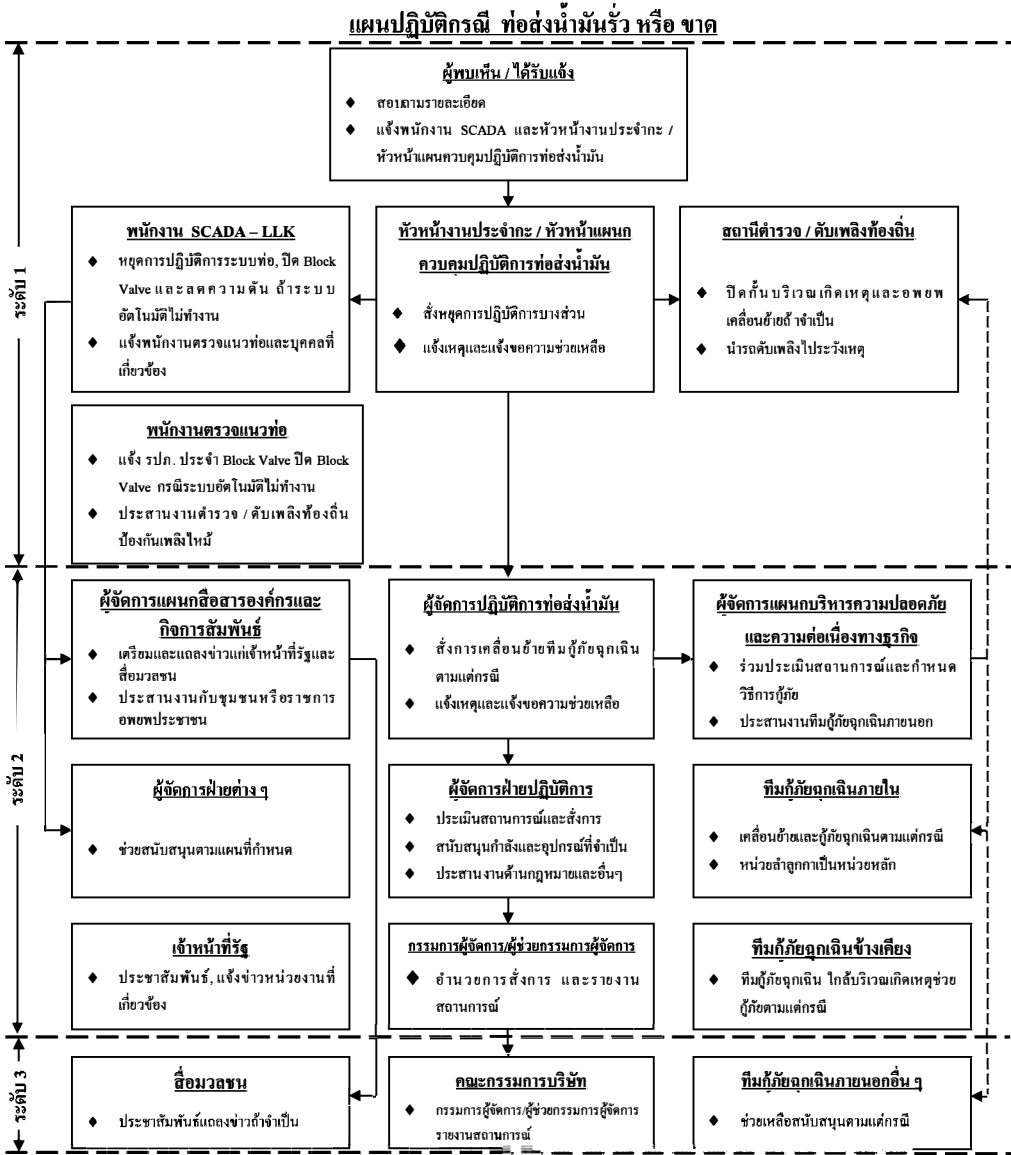 แผนปฏิบัติกรณี ท่อส่งน้ำมันรั่ว หรือ ขาด
ระดับ 1
ผู้พบเห็น / ได้รับแจ้ง
♦ สอบถามรายละเอียด
♦ แจ้งพนักงาน SCADA และหัวหน้างานประจำกะ /
หัวหน้าแผนควบคุมปฏิบัติการท่อส่งน้ำมัน
พนักงาน SCADA – LLK
♦ หยุดการปฏิบัติการระบบท่อ, ปิด Block
Valve และลดความดัน ถ้าระบบ
อัตโนมัติไม่ทำงาน
♦ แจ้งพนักงานตรวจแนวท่อและบุคคลที่
เกี่ยวข้อง
หัวหน้างานประจำกะ / หัวหน้าแผนก
ควบคุมปฏิบัติการท่อส่งน้ำมัน
♦ สั่งหยุดการปฏิบัติการบางส่วน
♦ แจ้งเหตุและแจ้งขอความช่วยเหลือ
สถานีตำรวจ / ดับเพลิงท้องถิ่น
♦ ปิดกั้นบริเวณเกิดเหตุและอพยพ
เคลื่อนย้ายถ้าจำเป็น
♦ นำรถดับเพลิงไประวังเหตุ
พนักงานตรวจแนวท่อ
♦ แจ้ง รปภ. ประจำ Block Valve ปิด Block
Valve กรณีระบบอัตโนมัติไม่ทำงาน
♦ ประสานงานตำรวจ / ดับเพลิงท้องถิ่น
ป้องกันเพลิงไหม้
ระดับ 2
ผู้จัดการแผนกสื่อสารองค์กรและ
กิจการสัมพันธ์
♦ เตรียมและแถลงข่าวแก่เจ้าหน้าที่รัฐและ
สื่อมวลชน
♦ ประสานงานกับชุมชนหรือราชการ
อพยพประชาชน
ผู้จัดการปฏิบัติการท่อส่งน้ำมัน
♦ สั่งการเคลื่อนย้ายทีมกู้ภัยฉุกเฉิน
ตามแต่กรณี
♦ แจ้งเหตุและแจ้งขอความช่วยเหลือ
ผู้จัดการแผนกบริหารความปลอดภัย
และความต่อเนื่องทางธุรกิจ
♦ ร่วมประเมินสถานการณ์และกำหนด
วิธีการกู้ภัย
♦ ประสานงานทีมกู้ภัยฉุกเฉินภายนอก
ผู้จัดการฝ่ายต่าง ๆ
♦ ช่วยสนับสนุนตามแผนที่กำหนด
ผู้จัดการฝ่ายปฏิบัติการ
♦ ประเมินสถานการณ์และสั่งการ
♦ สนับสนุนกำลังและอุปกรณ์ที่จำเป็น
♦ ประสานงานด้านกฎหมายและอื่นๆ
ทีมกู้ภัยฉุกเฉินภายใน
♦ เคลื่อนย้ายและกู้ภัยฉุกเฉินตามแต่กรณี
♦ หน่วยลำลูกกาเป็นหน่วยหลัก
เจ้าหน้าที่รัฐ
♦ ประชาสัมพันธ์, แจ้งข่าวหน่วยงานที่
เกี่ยวข้อง
กรรมการผู้จัดการ/ผู้ช่วยกรรมการผู้จัดการ
♦ อำนวยการสั่งการ และรายงาน
สถานการณ์
ทีมกู้ภัยฉุกเฉินข้างเคียง
♦ ทีมกู้ภัยฉุกเฉิน ใกล้บริเวณเกิดเหตุช่วย
กู้ภัยตามแต่กรณี
ระดับ 3
สื่อมวลชน
♦ ประชาสัมพันธ์แถลงข่าวถ้าจำเป็น
คณะกรรมการบริษัท
♦ กรรมการผู้จัดการ/ผู้ช่วยกรรมการผู้จัดการ
รายงานสถานการณ์
ทีมกู้ภัยฉุกเฉินภายนอกอื่น ๆ
♦ ช่วยเหลือสนับสนุนตามแต่กรณี